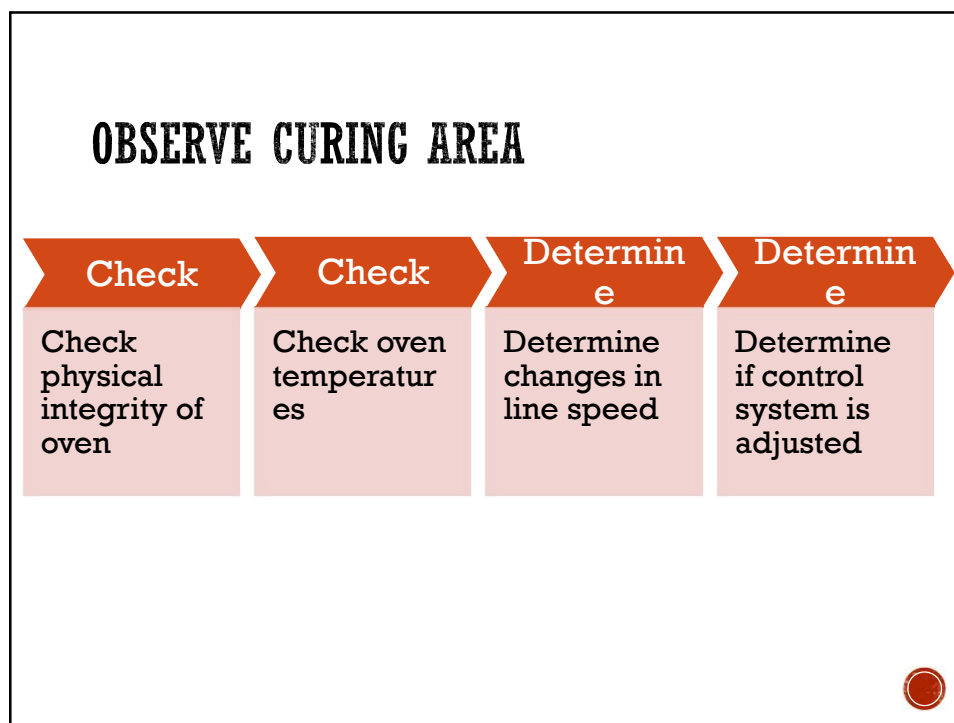 OBSERVE CURING AREA
Check
Check
physical
integrity of
oven
Check
Check oven
temperatur
es
Determin
e
Determine
changes in
line speed
Determin
e
Determine
if control
system is
adjusted